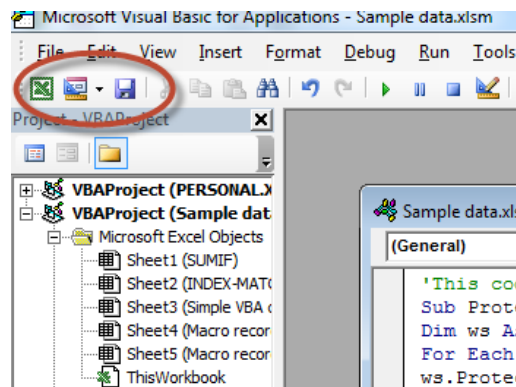 Microsoft Visual Basic for Applications - Sample data.xlsm
File Edit View Insert Format Debug Run Tools
Project - VBAProject
VBAProject (PERSONAL.X
VBAProject (Sample dat
Microsoft Excel Objects
Sheet1 (SUMIF)
Sheet2 (INDEX-MATC
Sheet3 (Simple VBA c
Sheet4 (Macro recor
Sheet5 (Macro recor
ThisWorkbook
Sample data.xls
(General)
'This co
Sub Prote
Dim ws As
For Each
ws.Protec